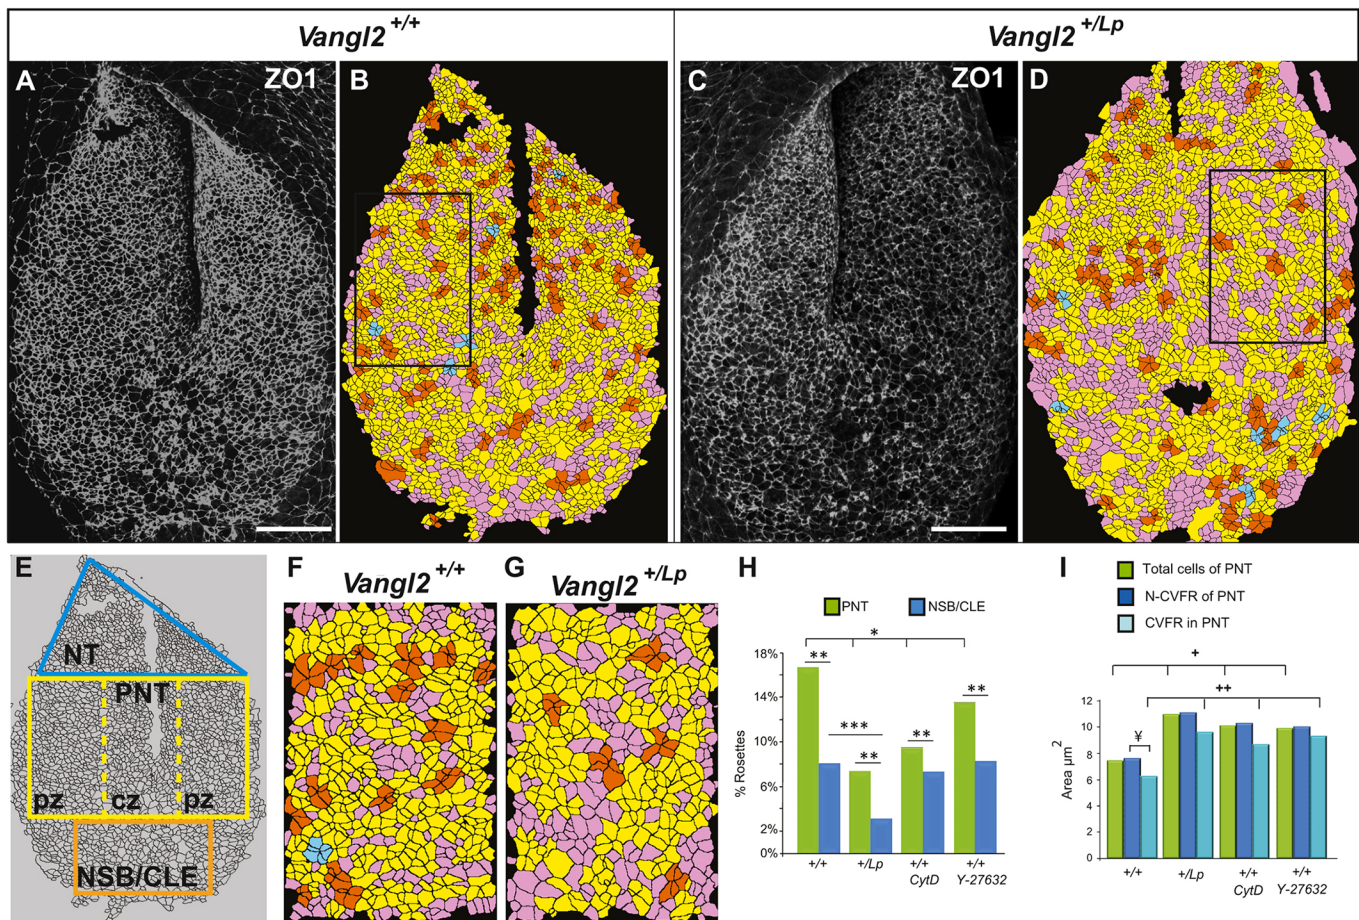 Vangl2 +/+
Vangl2 +/Lp
A ZO1 B C ZO1 D
E
NT
PNT
pz cz pz
NSB/CLE
F Vangl2 +/+
G Vangl2 +/Lp
H
PNT NSB/CLE
*
**
***
** ** **
18%
14%
10%
6%
2%
0%
% Rosettes
+/+ +/Lp +/+ +/+
CytD Y-27632
I
Total cells of PNT
N-CVFR of PNT
CVFR in PNT
+
++
¥
12
10
8
6
4
2
0
Area µm2
+/+ +/Lp +/+ +/+
CytD Y-27632